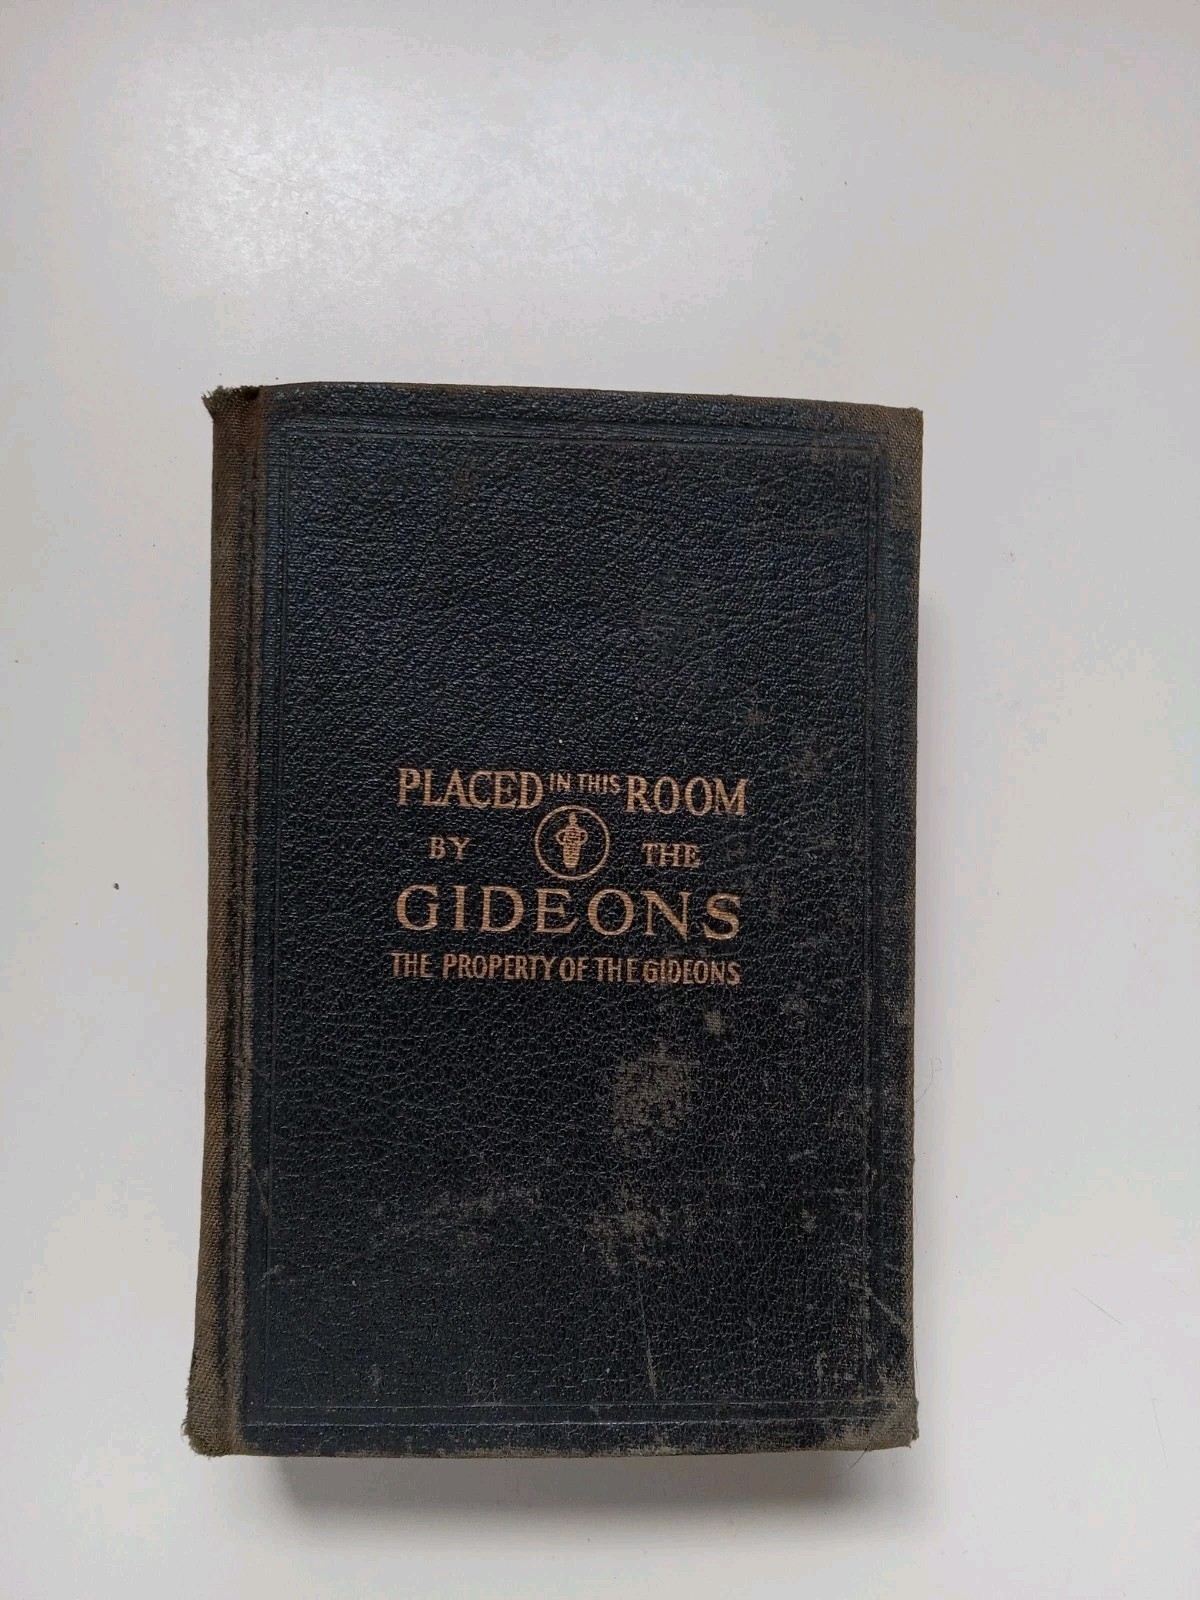 PLACED IN THIS ROOM
BY THE
GIDEONS
THE PROPERTY OF THE GIDEONS